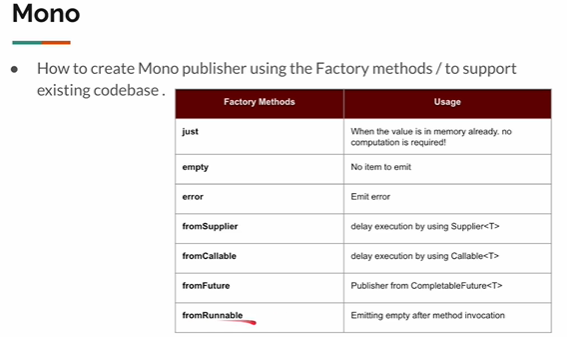 Mono
● How to create Mono publisher using the Factory methods / to support
existing codebase .
Factory Methods Usage
just When the value is in memory already. no
computation is required!
empty No item to emit
error Emit error
fromSupplier delay execution by using Supplier<T>
fromCallable delay execution by using Callable<T>
fromFuture Publisher from CompletableFuture<T>
fromRunnable Emitting empty after method invocation